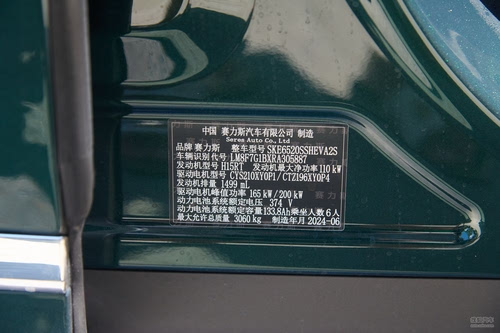 中国 赛力斯汽车有限公司 制造
Seres Auto Co., Ltd
品牌 赛力斯 整车型号 SKE6520SSHEVA2S
车辆识别代号 LM8F7G1BXRA305887
发动机型号 H15RT 发动机最大净功率 110 kW
驱动电机型号 CYS210XY0F1 / CTZ196XY0P4
发动机排量 1499 mL
驱动电机峰值功率 165 kW / 200 kW
动力电池系统额定电压 374 V
动力电池系统额定容量 133.8Ah 乘坐人数 6 人
最大允许总质量 3060 kg 制造年月 2024-06